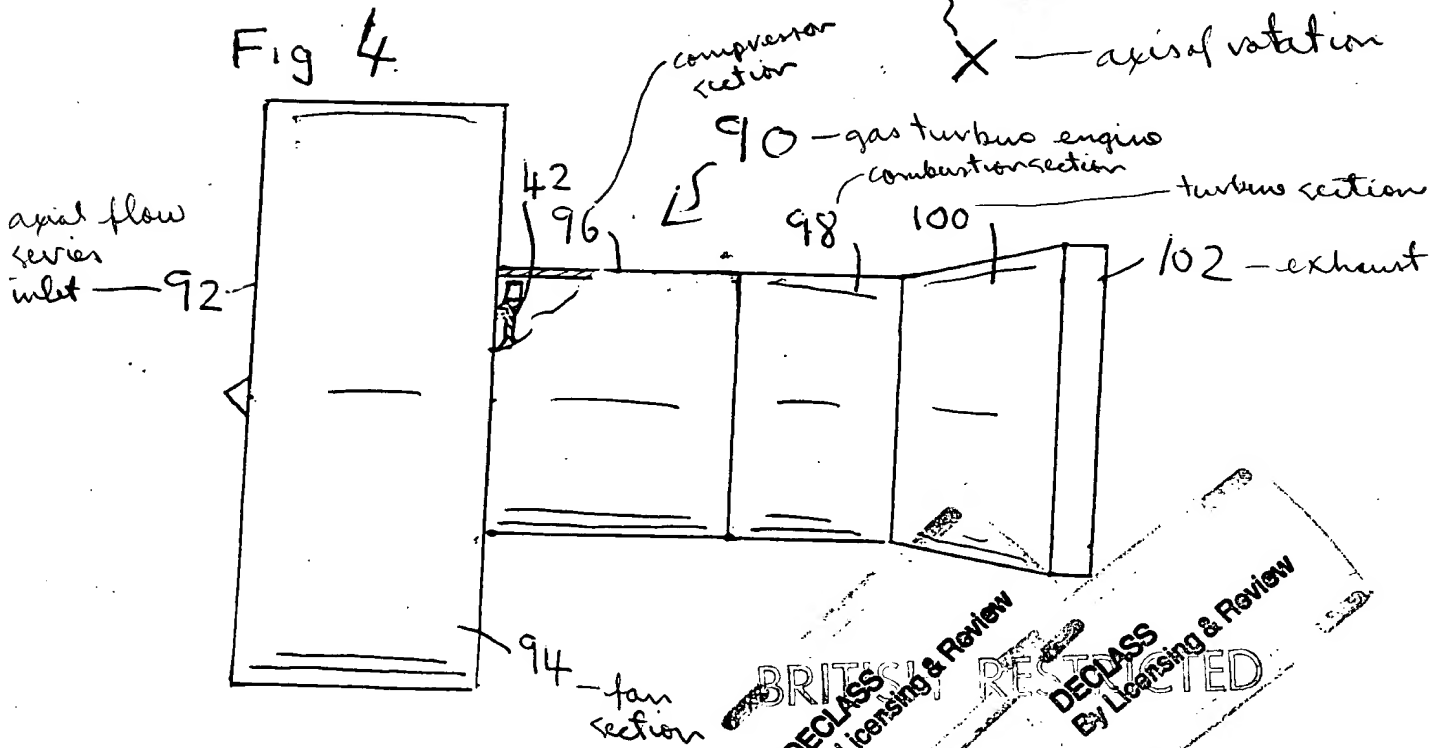 Fig 4
compressor
section
X — axis of rotation
90 — gas turbine engine
combustion section
42
96
98
100
turbine section
axial flow
series
inlet — 92
102 — exhaust
94 — fan
section
BRITISH RESTRICTED
DECLASS
By Licensing & Review
DECLASS
By Licensing & Review